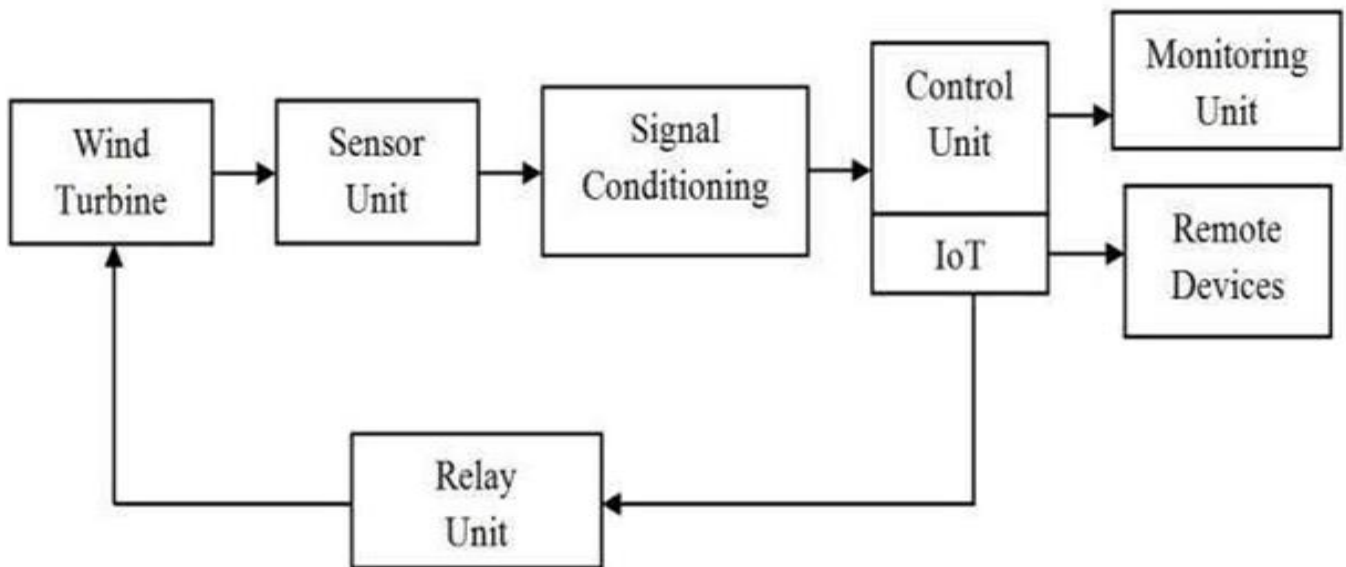 Wind
Turbine
Sensor
Unit
Signal
Conditioning
Control
Unit
IoT
Monitoring
Unit
Remote
Devices
Relay
Unit